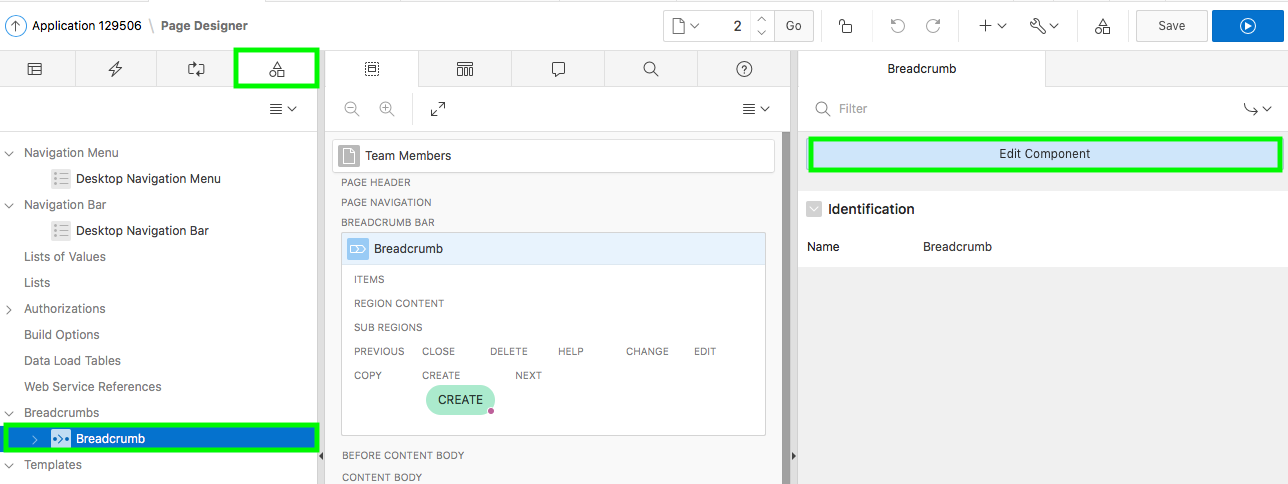 Application 129506 \ Page Designer
2
Go
Save
Breadcrumb
Filter
Edit Component
Identification
Name Breadcrumb
Navigation Menu
Desktop Navigation Menu
Navigation Bar
Desktop Navigation Bar
Lists of Values
Lists
Authorizations
Build Options
Data Load Tables
Web Service References
Breadcrumbs
Breadcrumb
Templates
Team Members
PAGE HEADER
PAGE NAVIGATION
BREADCRUMB BAR
Breadcrumb
ITEMS
REGION CONTENT
SUB REGIONS
PREVIOUS CLOSE DELETE HELP CHANGE EDIT
COPY CREATE NEXT
CREATE
BEFORE CONTENT BODY
CONTENT BODY